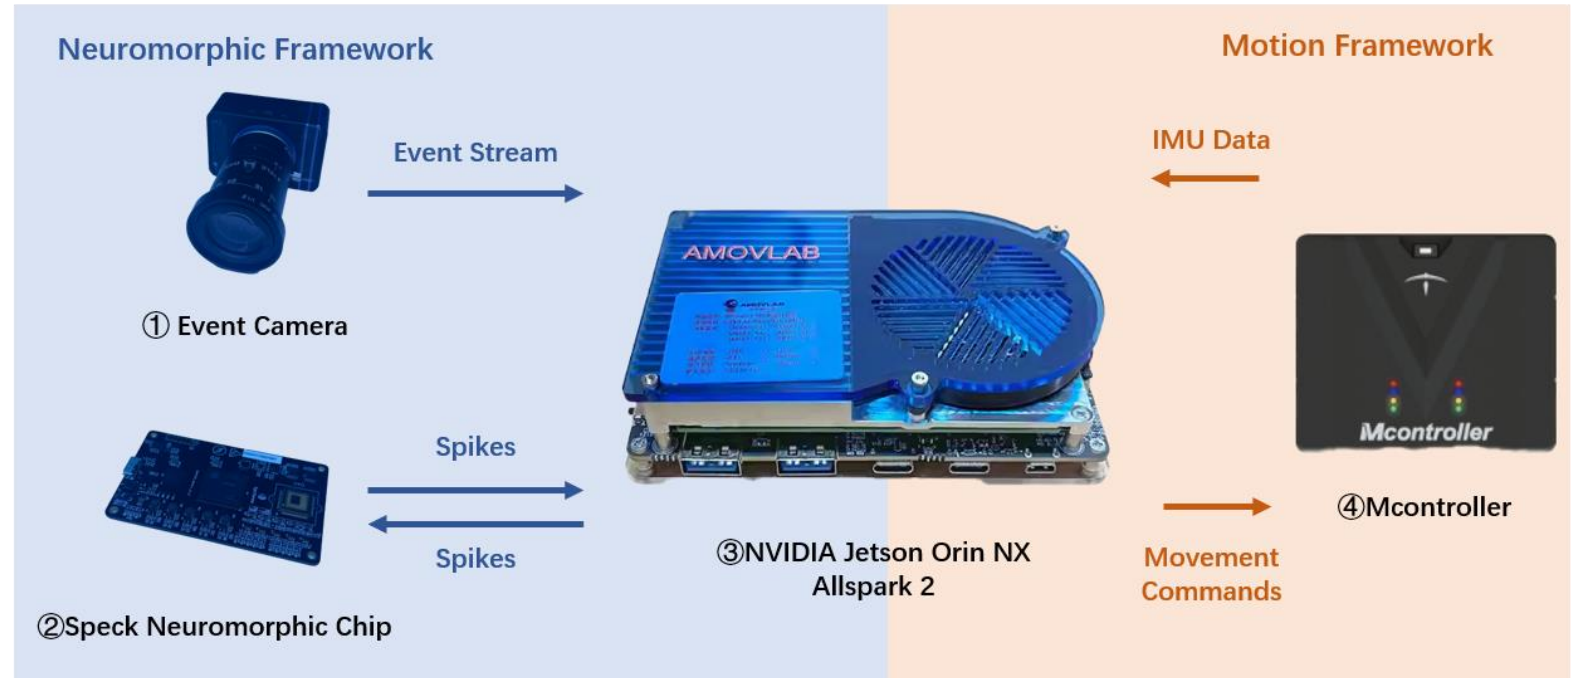 Neuromorphic Framework
Motion Framework
Event Stream
IMU Data
AMOVLAB
AMOVLAB
① Event Camera
Mcontroller
Spikes
Spikes
②Speck Neuromorphic Chip
③NVIDIA Jetson Orin NX
Allspark 2
Movement
Commands
④Mcontroller